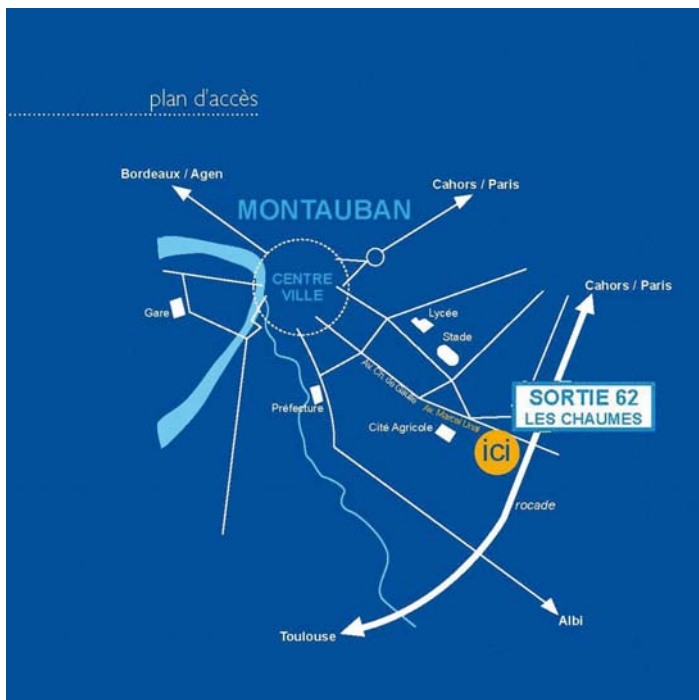 plan d'accès
Bordeaux / Agen
Cahors / Paris
MONTAUBAN
CENTRE
VILLE
Cahors / Paris
Gare
Lycée
Stade
Av. Ch. de Gaulle
Préfecture
Av. Marcel Unal
SORTIE 62
LES CHAUMES
Cité Agricole
ici
rocade
Albi
Toulouse